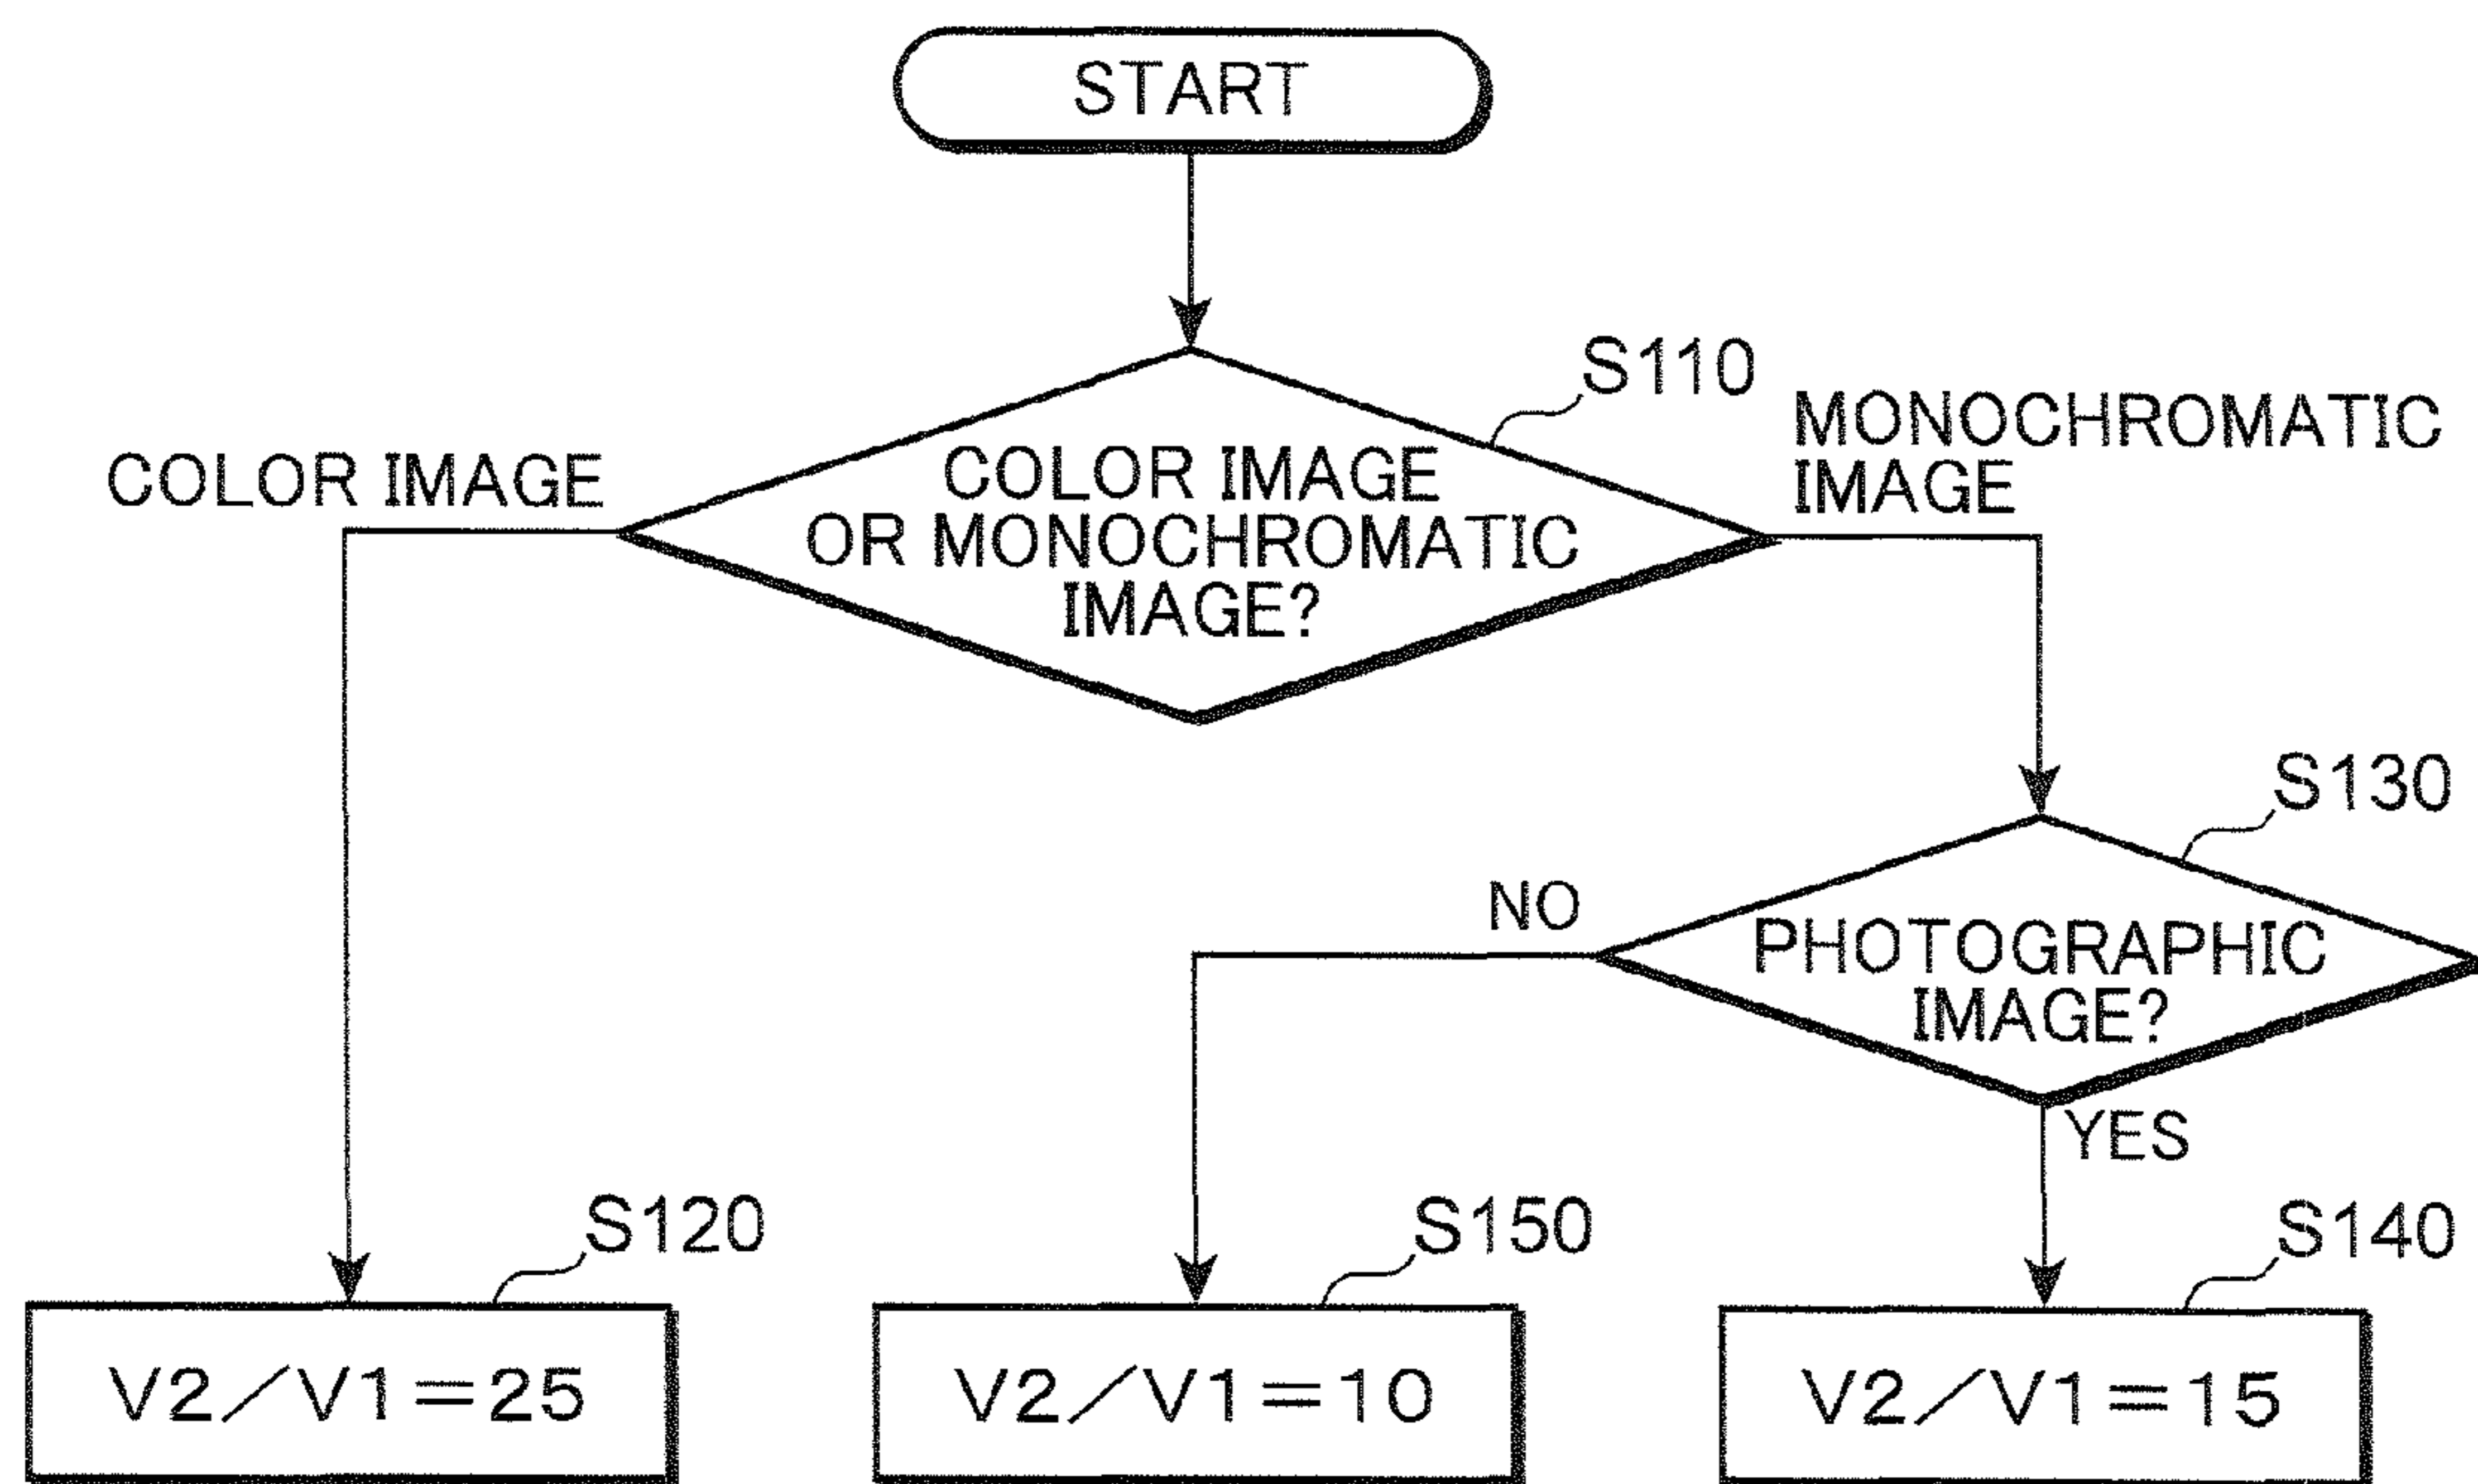 START
S110
COLOR IMAGE
MONOCHROMATIC
IMAGE
COLOR IMAGE
OR MONOCHROMATIC
IMAGE?
S130
NO
PHOTOGRAPHIC
IMAGE?
YES
S120
S150
S140
V2/V1=25
V2/V1=10
V2/V1=15